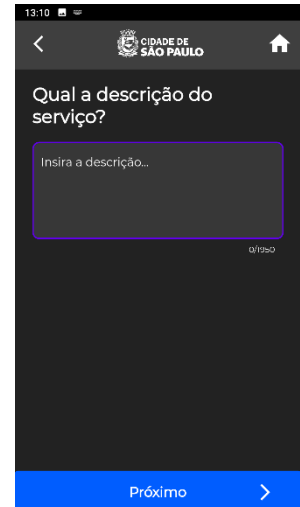 13:10
CIDADE DE
SÃO PAULO
Qual a descrição do
serviço?
Insira a descrição...
0/1950
Próximo